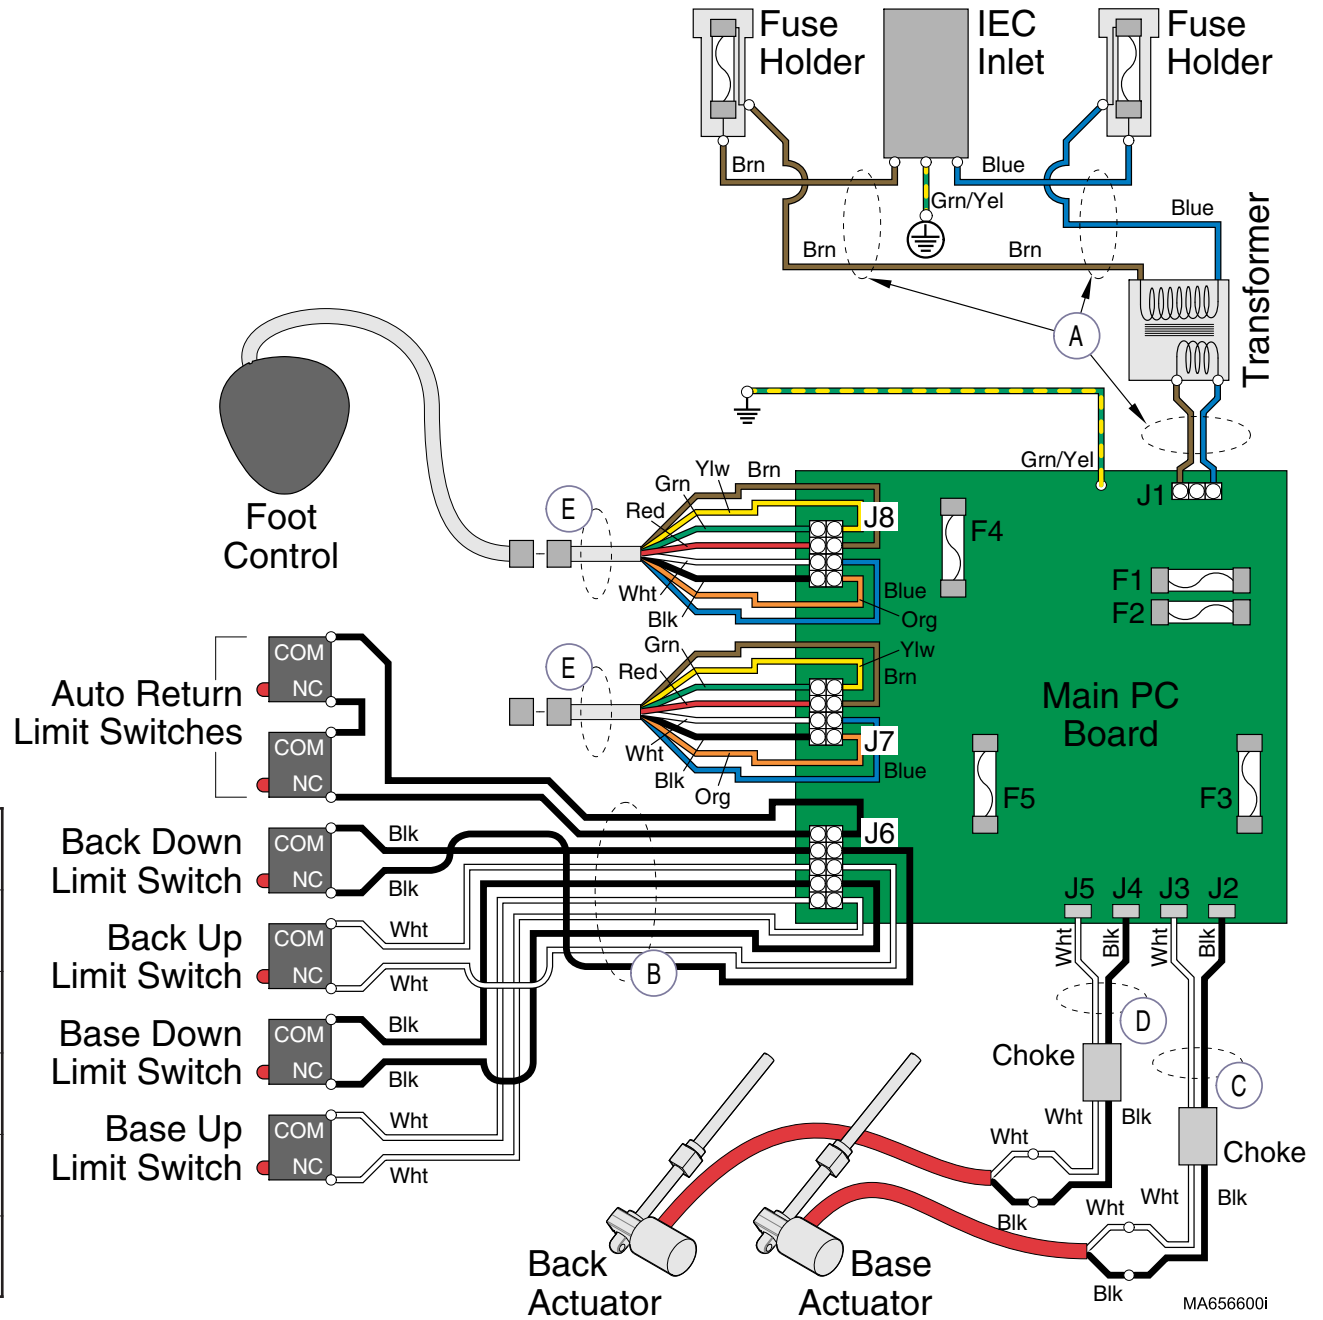 Fuse
Holder
IEC
Inlet
Fuse
Holder
Brn
Blue
Grn/Yel
Blue
Brn
Brn
Transformer
A
Grn/Yel
J1
Foot
Control
E
Ylw
Brn
Grn
Red
J8
Wht
Blk
Blue
Org
F4
F1
F2
E
Grn
Red
Ylw
Brn
Wht
Blk
Org
J7
Blue
Main PC
Board
F5
F3
Auto Return
Limit Switches
COM
NC
COM
NC
J6
Back Down
Limit Switch
COM
NC
Blk
Blk
Back Up
Limit Switch
COM
NC
Wht
Wht
B
Base Down
Limit Switch
COM
NC
Blk
Blk
Base Up
Limit Switch
COM
NC
Wht
Wht
J5
J4
J3
J2
Wht
Blk
Wht
Blk
D
Choke
C
Wht
Blk
Choke
Wht
Blk
Wht
Blk
Wht
Blk
Back
Actuator
Base
Actuator
MA656600i